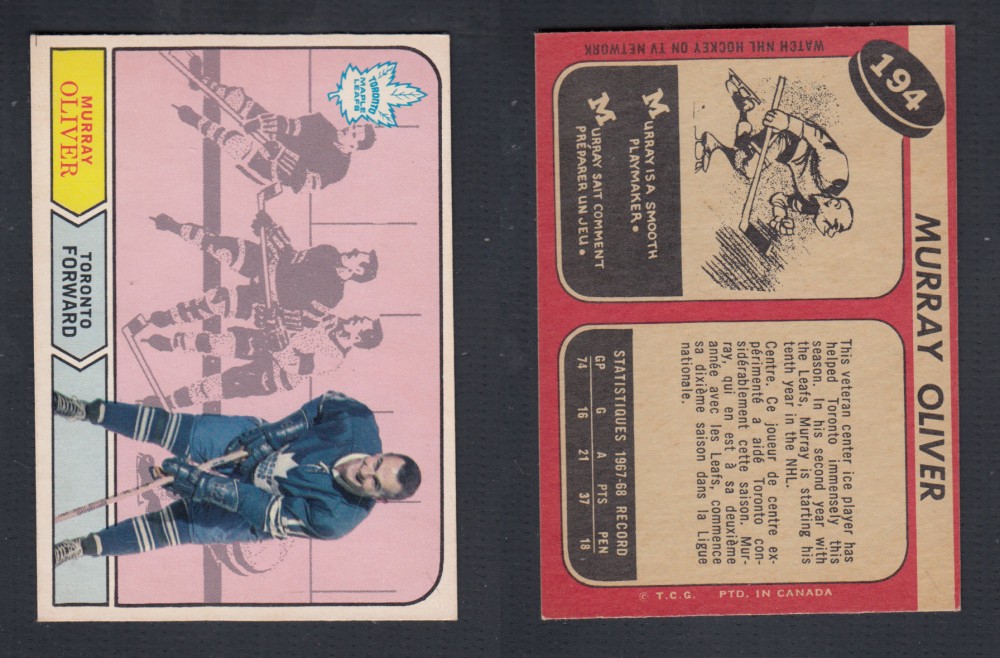 MURRAY
OLIVER
TORONTO
FORWARD
TORONTO
MAPLE
LEAFS
WATCH NHL HOCKEY ON TV NETWORK
194
MURRAY OLIVER
MURRAY IS A SMOOTH
PLAYMAKER.
MURRAY SAIT COMMENT
PRÉPARER UN JEU.
This veteran center ice player has
helped Toronto immensely this
season. In his second year with
the Leafs, Murray is starting his
tenth year in the NHL.
Centre. Ce joueur de centre ex-
périmenté a aidé Toronto con-
sidérablement cette saison. Mur-
ray, qui en est à sa deuxième
année avec les Leafs, commence
sa dixième saison dans la Ligue
nationale.
STATISTIQUES 1967-68 RECORD
GP G A PTS PEN
74 16 21 37 18
© T.C.G. PTD. IN CANADA